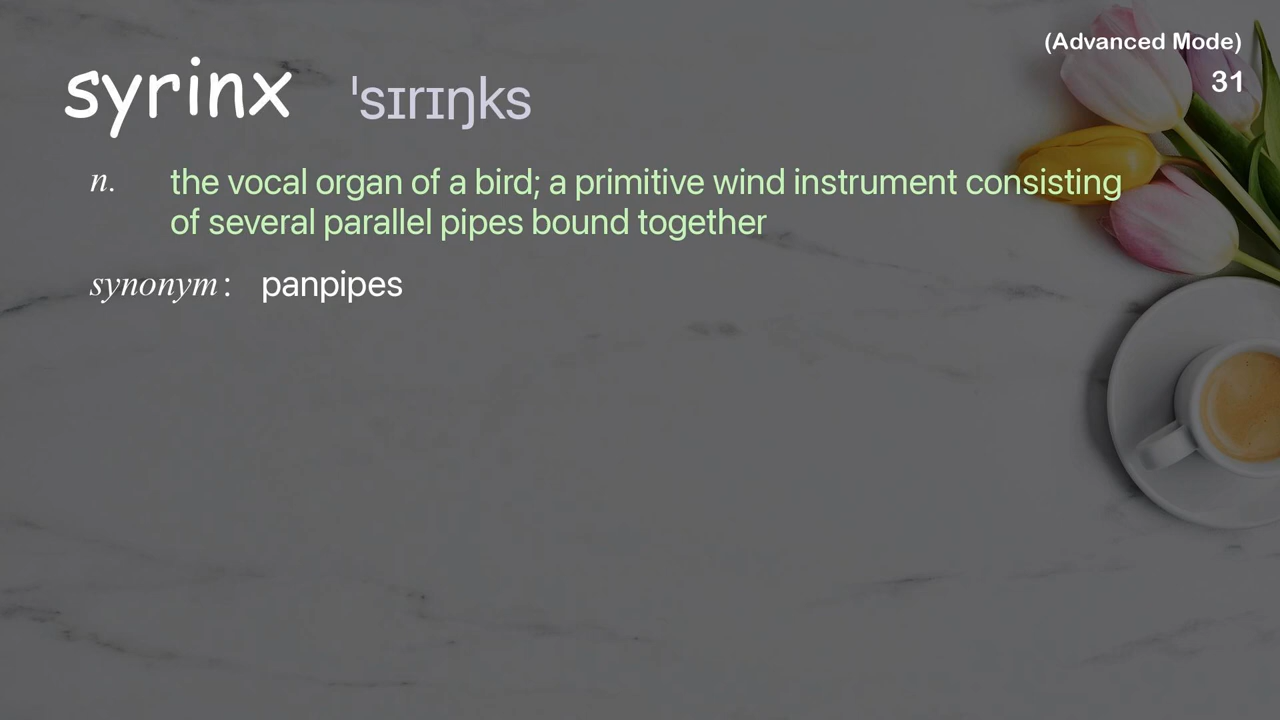 (Advanced Mode)
syrinx ˈsɪrɪŋks
31
n. the vocal organ of a bird; a primitive wind instrument consisting
of several parallel pipes bound together
synonym: panpipes